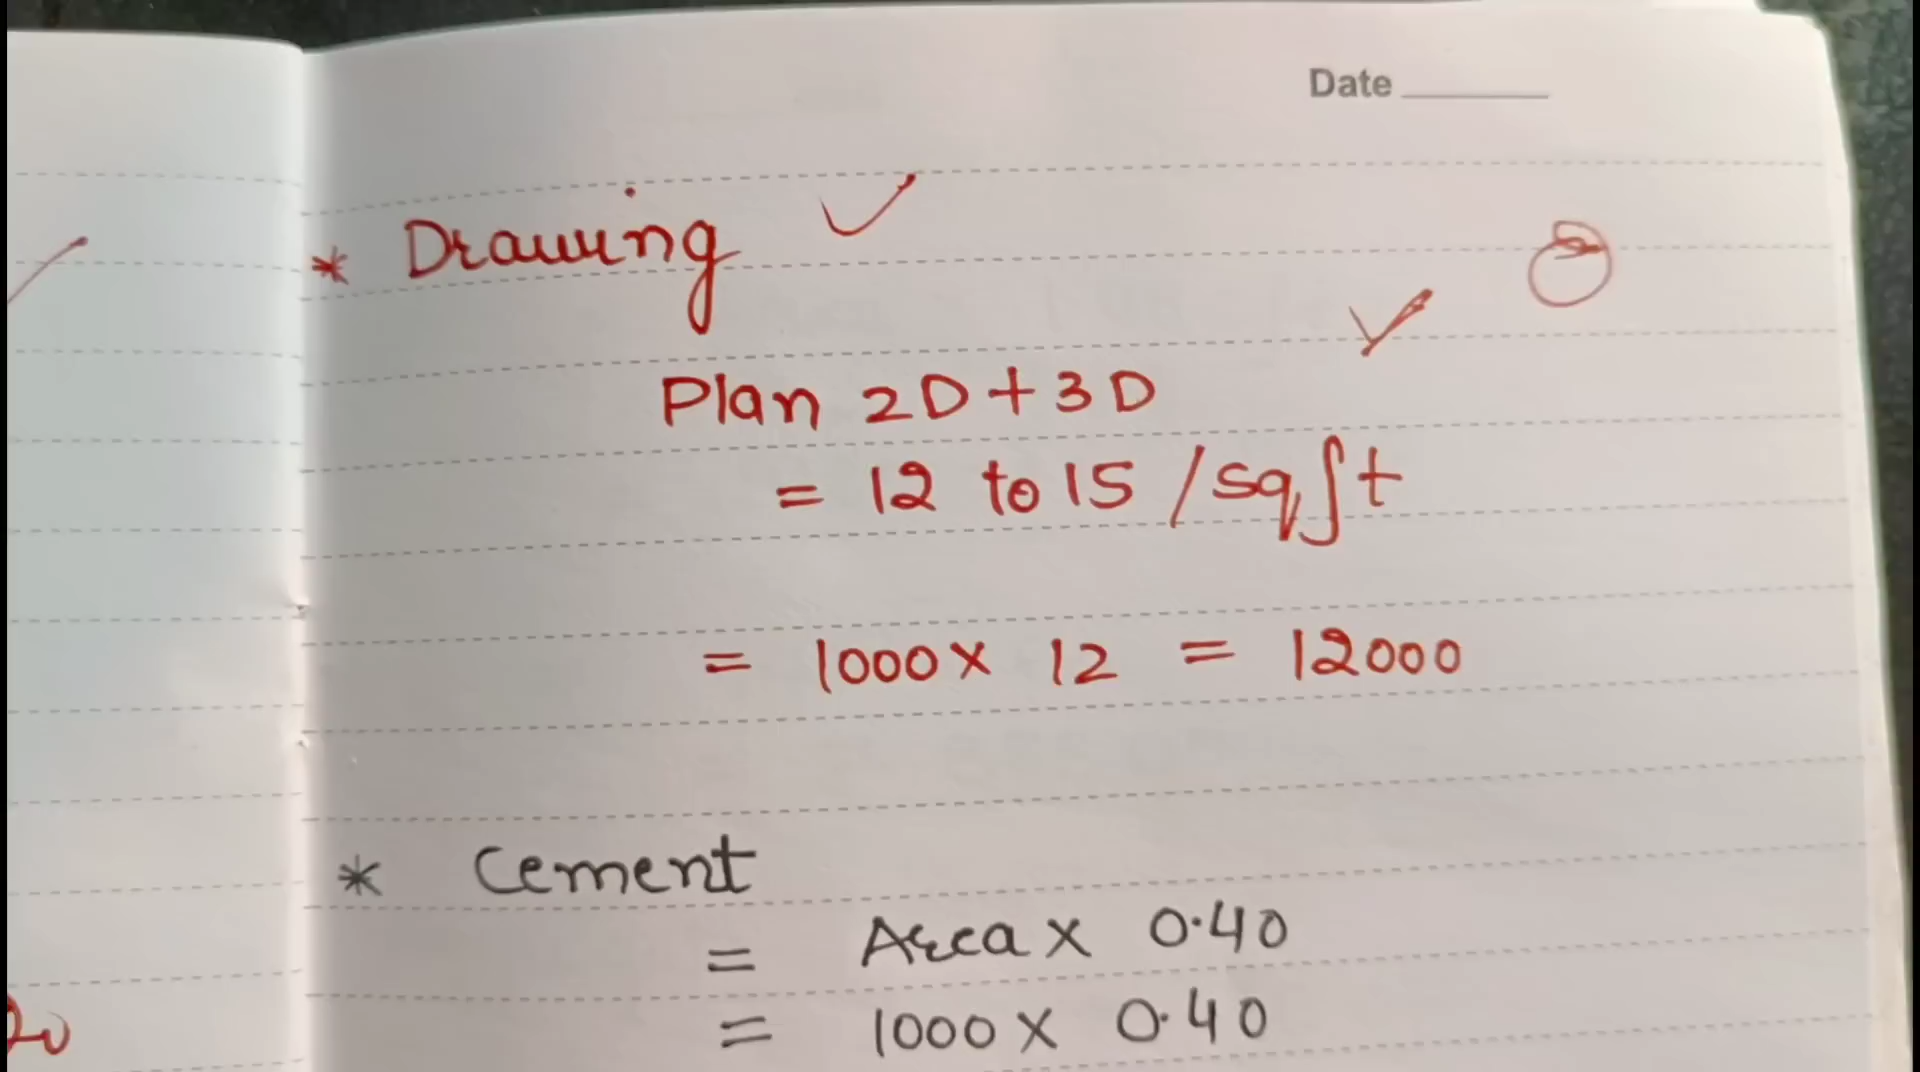 Date
* Drawing
Plan 2D+3D
= 12 to 15 /sqft
= 1000 x 12 = 12000
* Cement
= Area x 0.40
= 1000 x 0.40